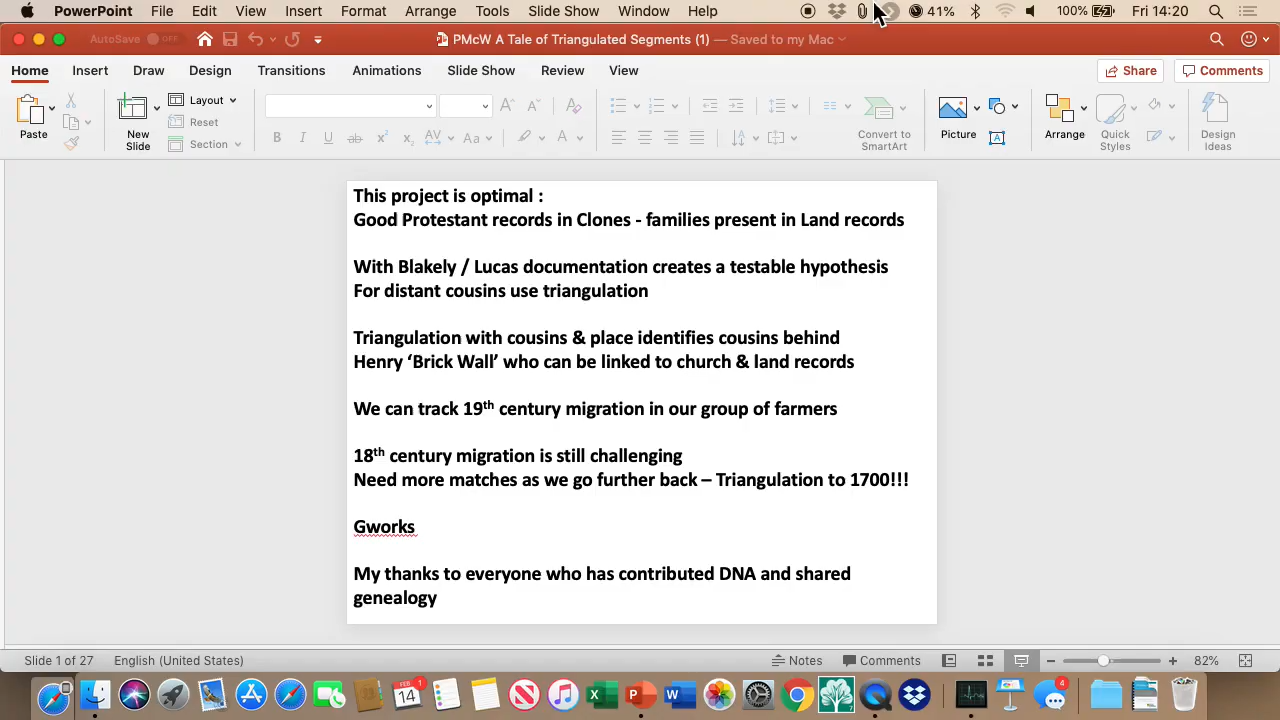 PowerPoint File Edit View Insert Format Arrange Tools Slide Show Window Help 41% 100% Fri 14:20
AutoSave OFF PMcW A Tale of Triangulated Segments (1) — Saved to my Mac
Home Insert Draw Design Transitions Animations Slide Show Review View Share Comments
Paste New Slide Layout Reset Section Convert to SmartArt Picture Arrange Quick Styles Design Ideas
This project is optimal :
Good Protestant records in Clones - families present in Land records
With Blakely / Lucas documentation creates a testable hypothesis
For distant cousins use triangulation
Triangulation with cousins & place identifies cousins behind
Henry ‘Brick Wall’ who can be linked to church & land records
We can track 19th century migration in our group of farmers
18th century migration is still challenging
Need more matches as we go further back – Triangulation to 1700!!!
Gworks
My thanks to everyone who has contributed DNA and shared
genealogy
Slide 1 of 27 English (United States) Notes Comments 82%
FEB 14 1 4